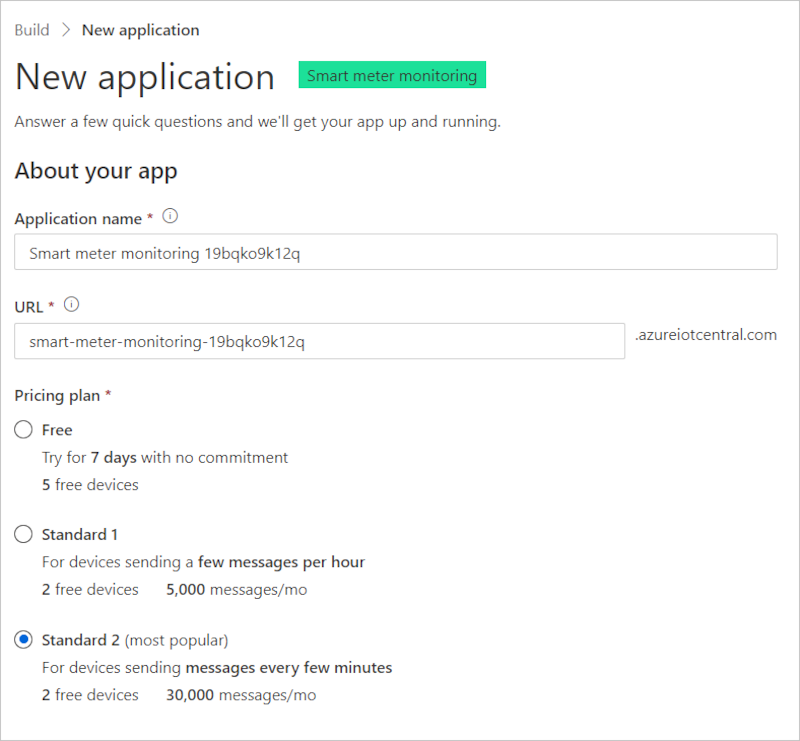 Build > New application
New application Smart meter monitoring
Answer a few quick questions and we'll get your app up and running.
About your app
Application name *
Smart meter monitoring 19bqko9k12q
URL *
smart-meter-monitoring-19bqko9k12q .azureiotcentral.com
Pricing plan *
Free
Try for 7 days with no commitment
5 free devices
Standard 1
For devices sending a few messages per hour
2 free devices 5,000 messages/mo
Standard 2 (most popular)
For devices sending messages every few minutes
2 free devices 30,000 messages/mo